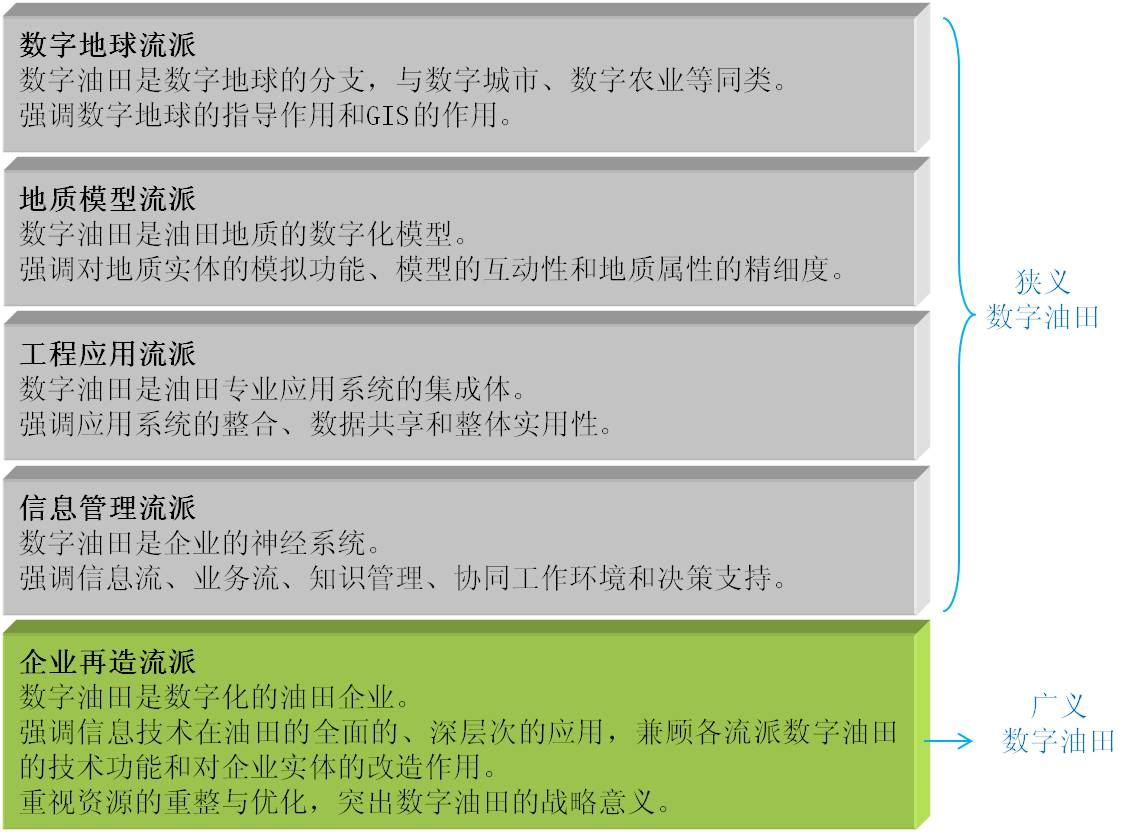 数字地球流派
数字油田是数字地球的分支，与数字城市、数字农业等同类。
强调数字地球的指导作用和GIS的作用。
地质模型流派
数字油田是油田地质的数字化模型。
强调对地质实体的模拟功能、模型的互动性和地质属性的精细度。
工程应用流派
数字油田是油田专业应用系统的集成体。
强调应用系统的整合、数据共享和整体实用性。
信息管理流派
数字油田是企业的神经系统。
强调信息流、业务流、知识管理、协同工作环境和决策支持。
狭义
数字油田
企业再造流派
数字油田是数字化的油田企业。
强调信息技术在油田的全面的、深层次的应用，兼顾各流派数字油田
的技术功能和对企业实体的改造作用。
重视资源的重整与优化，突出数字油田的战略意义。
广义
数字油田